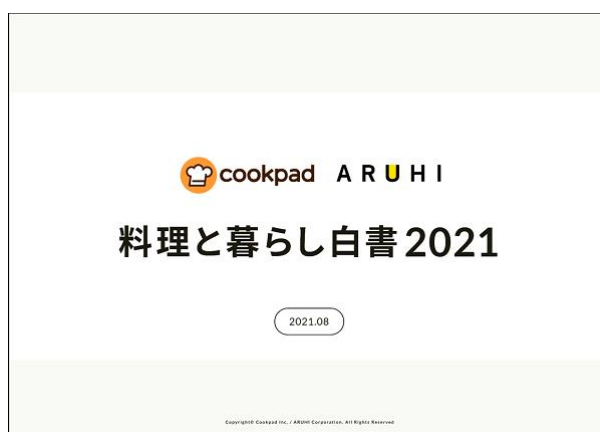 cookpad ARUHI
料理と暮らし白書2021
2021.08
Copyright© Cookpad Inc. / ARUHI Corporation. All Rights Reserved